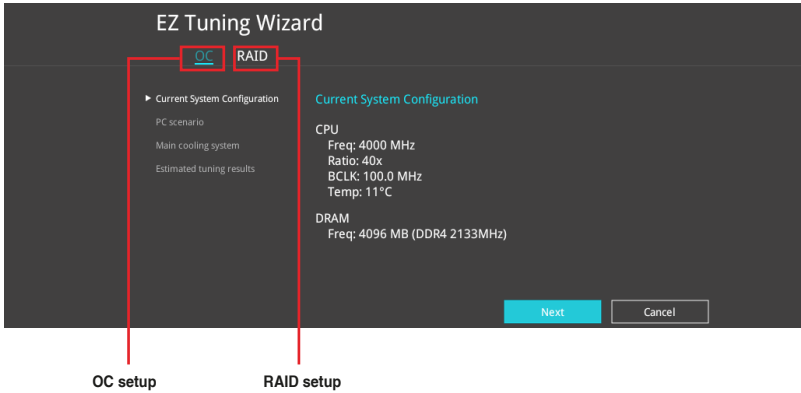 EZ Tuning Wizard
OC RAID
► Current System Configuration
PC scenario
Main cooling system
Estimated tuning results
Current System Configuration
CPU
Freq: 4000 MHz
Ratio: 40x
BCLK: 100.0 MHz
Temp: 11°C
DRAM
Freq: 4096 MB (DDR4 2133MHz)
Next Cancel
OC setup RAID setup